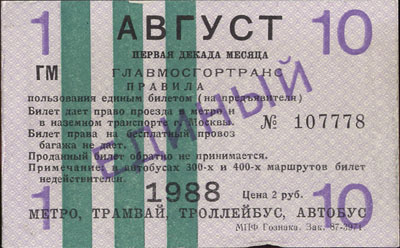 1 АВГУСТ 10
ПЕРВАЯ ДЕКАДА МЕСЯЦА
ГМ ГЛАВМОСГОРТРАНС
ПРАВИЛА
пользования единым билетом (на предъявителя)
Билет дает право проезда в метро и
в наземном транспорте г. Москвы.
Билет права на бесплатный провоз
багажа не дает.
№ 107778
ЕДИНЫЙ
Проданный билет обратно не принимается.
Примечание: в автобусах 300-х и 400-х маршрутов билет
недействителен.
1 1988 Цена 2 руб. 10
МЕТРО, ТРАМВАЙ, ТРОЛЛЕЙБУС, АВТОБУС
МПФ Гознака. Зак. 87-3971.